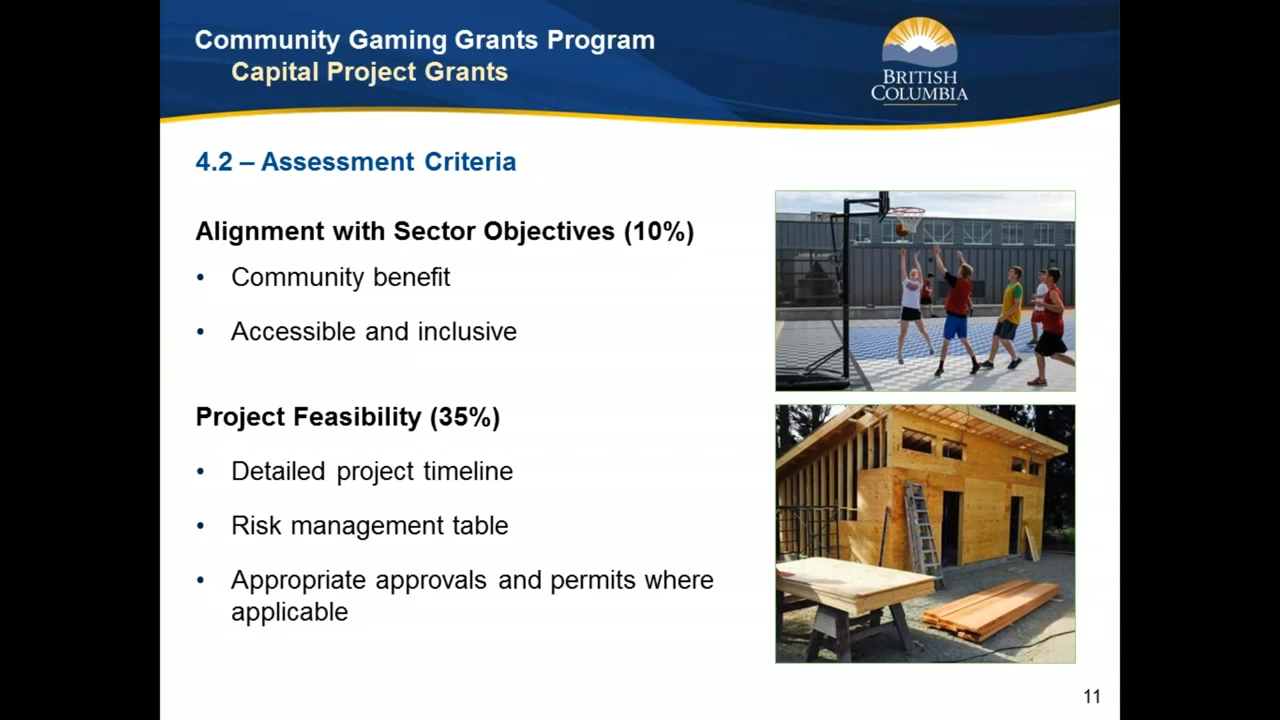 Community Gaming Grants Program
Capital Project Grants
BRITISH
COLUMBIA
4.2 – Assessment Criteria
Alignment with Sector Objectives (10%)
• Community benefit
• Accessible and inclusive
Project Feasibility (35%)
• Detailed project timeline
• Risk management table
• Appropriate approvals and permits where
applicable
11